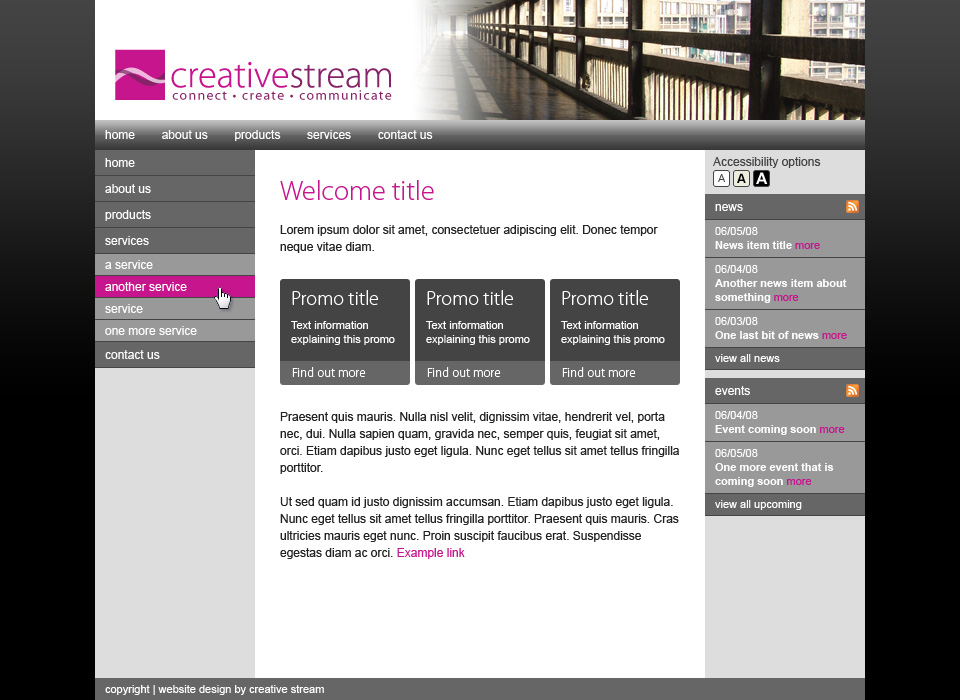 creativestream
connect • create • communicate
home about us products services contact us
home
about us
products
services
a service
another service
service
one more service
contact us
Welcome title
Lorem ipsum dolor sit amet, consectetuer adipiscing elit. Donec tempor
neque vitae diam.
Promo title
Text information
explaining this promo
Find out more
Promo title
Text information
explaining this promo
Find out more
Promo title
Text information
explaining this promo
Find out more
Praesent quis mauris. Nulla nisl velit, dignissim vitae, hendrerit vel, porta
nec, dui. Nulla sapien quam, gravida nec, semper quis, feugiat sit amet,
orci. Etiam dapibus justo eget ligula. Nunc eget tellus sit amet tellus fringilla
porttitor.
Ut sed quam id justo dignissim accumsan. Etiam dapibus justo eget ligula.
Nunc eget tellus sit amet tellus fringilla porttitor. Praesent quis mauris. Cras
ultricies mauris eget nunc. Proin suscipit faucibus erat. Suspendisse
egestas diam ac orci. Example link
Accessibility options
A A A
news
06/05/08
News item title more
06/04/08
Another news item about
something more
06/03/08
One last bit of news more
view all news
events
06/04/08
Event coming soon more
06/05/08
One more event that is
coming soon more
view all upcoming
copyright | website design by creative stream